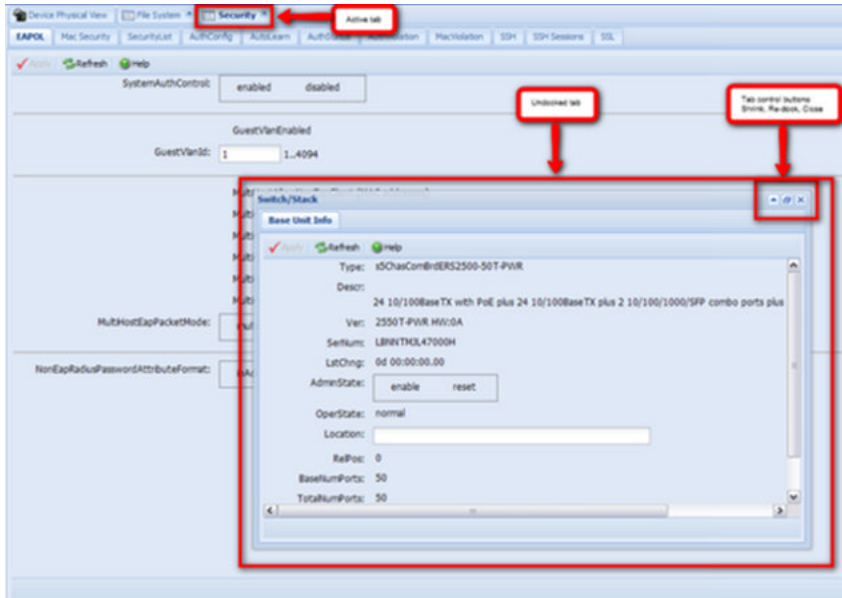 Device Physical View
File System
Security
Active tab
EAPOL
Mac Security
SecurityList
AuthConfig
AutoLearn
AuthStatus
MacViolation
SSH
SSH Sessions
SSL
Apply
Refresh
Help
SystemAuthControl:
enabled disabled
Undocked tab
Tab control buttons
Shrink, Re-dock, Close
GuestVlanEnabled
GuestVlanId: 1 1..4094
Switch/Stack
Base Unit Info
Apply Refresh Help
Type: s5ChasComBrdERS2500-50T-PWR
Descr:
24 10/100BaseTX with PoE plus 24 10/100BaseTX plus 2 10/100/1000/SFP combo ports plus
Ver: 2550T-PWR HW:0A
SerNum: LBNNTMJL47000H
LstChng: 0d 00:00:00.00
AdminState: enable reset
OperState: normal
Location:
RelPos: 0
BaseNumPorts: 50
TotalNumPorts: 50
MultiHostEapPacketMode:
NonEapRadiusPasswordAttributeFormat: